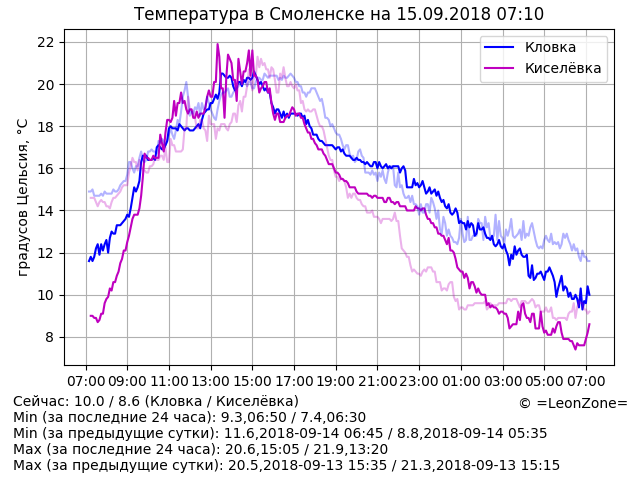 Температура в Смоленске на 15.09.2018 07:10
градусов Цельсия, °C
22
20
18
16
14
12
10
8
Кловка
Киселёвка
07:00 09:00 11:00 13:00 15:00 17:00 19:00 21:00 23:00 01:00 03:00 05:00 07:00
Сейчас: 10.0 / 8.6 (Кловка / Киселёвка)
© =LeonZone=
Min (за последние 24 часа): 9.3,06:50 / 7.4,06:30
Min (за предыдущие сутки): 11.6,2018-09-14 06:45 / 8.8,2018-09-14 05:35
Max (за последние 24 часа): 20.6,15:05 / 21.9,13:20
Max (за предыдущие сутки): 20.5,2018-09-13 15:35 / 21.3,2018-09-13 15:15